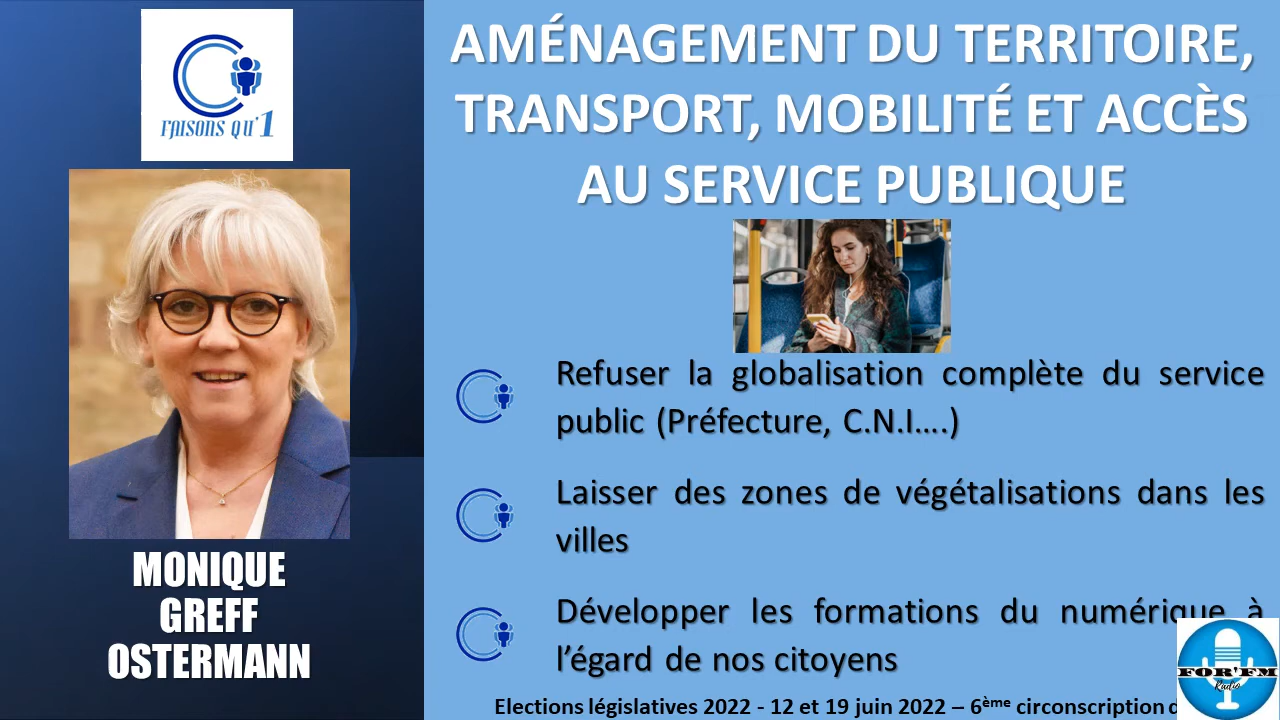 FAISONS QU'1
MONIQUE
GREFF
OSTERMANN
AMÉNAGEMENT DU TERRITOIRE,
TRANSPORT, MOBILITÉ ET ACCÈS
AU SERVICE PUBLIQUE
Refuser la globalisation complète du service
public (Préfecture, C.N.I….)
Laisser des zones de végétalisations dans les
villes
Développer les formations du numérique à
l’égard de nos citoyens
Elections législatives 2022 - 12 et 19 juin 2022 – 6ème circonscription
FOR'FM
Radio